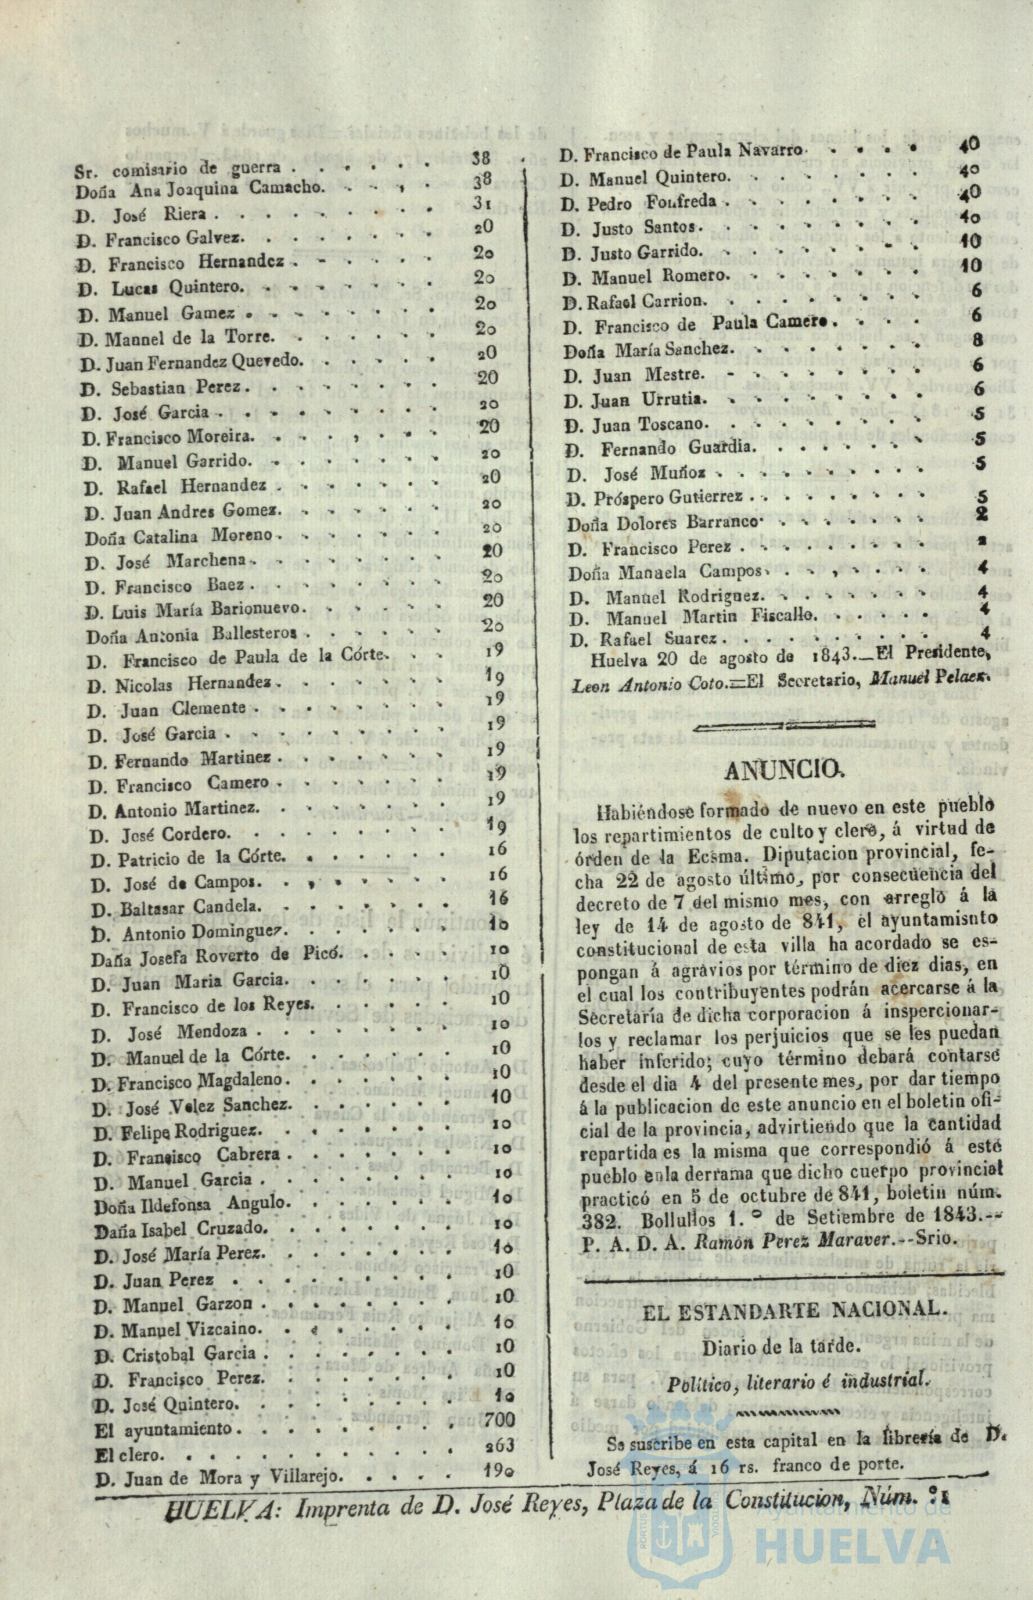 Sr. comisario de guerra . . . . . 38
Doña Ana Joaquina Camacho. . . . . 38
D. José Riera . . . . . . . . . 31
D. Francisco Galvez. . . . . . . . 20
D. Francisco Hernandez . . . . . . 20
D. Lucas Quintero. . . . . . . . 20
D. Manuel Gamez . . . . . . . . 20
D. Mannel de la Torre. . . . . . . 20
D. Juan Fernandez Quevedo. . . . . . 20
D. Sebastian Perez . . . . . . . . 20
D. José Garcia . . . . . . . . . 20
D. Francisco Moreira. . . . . . . . 20
D. Manuel Garrido. . . . . . . . 20
D. Rafael Hernandez . . . . . . . 20
D. Juan Andres Gomez. . . . . . . 20
Doña Catalina Moreno . . . . . . . 20
D. José Marchena . . . . . . . . 20
D. Francisco Baez . . . . . . . . 20
D. Luis María Barionuevo. . . . . . 20
Doña Antonia Ballesteros . . . . . . 20
D. Francisco de Paula de la Córte. . . 19
D. Nicolas Hernandez . . . . . . . 19
D. Juan Clemente . . . . . . . . 19
D. José Garcia . . . . . . . . . 19
D. Fernando Martinez . . . . . . . 19
D. Francisco Camero . . . . . . . 19
D. Antonio Martinez. . . . . . . . 19
D. José Cordero. . . . . . . . . 19
D. Patricio de la Córte. . . . . . . 16
D. José de Campos. . . . . . . . 16
D. Baltasar Candela. . . . . . . . 16
D. Antonio Dominguez. . . . . . . 10
Daña Josefa Roverto de Picó. . . . . 10
D. Juan Maria Garcia. . . . . . . 10
D. Francisco de los Reyes. . . . . . 10
D. José Mendoza . . . . . . . . 10
D. Manuel de la Córte. . . . . . . 10
D. Francisco Magdaleno. . . . . . . 10
D. José Velez Sanchez. . . . . . . 10
D. Felipe Rodriguez. . . . . . . . 10
D. Francisco Cabrera . . . . . . . 10
D. Manuel Garcia . . . . . . . . 10
Doña Ildefonsa Angulo. . . . . . . 10
Daña Isabel Cruzado. . . . . . . . 10
D. José María Perez. . . . . . . . 10
D. Juan Perez . . . . . . . . . 10
D. Manuel Garzon . . . . . . . . 10
D. Manuel Vizcaino. . . . . . . . 10
D. Cristobal Garcia . . . . . . . . 10
D. Francisco Perez. . . . . . . . 10
D. José Quintero. . . . . . . . . 10
El ayuntamiento . . . . . . . . . 700
El clero. . . . . . . . . . . . 263
D. Juan de Mora y Villarejo. . . . . 190
D. Francisco de Paula Navarro . . . . 40
D. Manuel Quintero. . . . . . . . 40
D. Pedro Fonfreda . . . . . . . . 40
D. Justo Santos. . . . . . . . . 40
D. Justo Garrido. . . . . . . . . 10
D. Manuel Romero. . . . . . . . 10
D. Rafael Carrion. . . . . . . . . 6
D. Francisco de Paula Camero. . . . 6
Doña María Sanchez. . . . . . . . 8
D. Juan Mestre. . . . . . . . . 6
D. Juan Urrutia. . . . . . . . . 6
D. Juan Toscano. . . . . . . . . 5
D. Fernando Guardia. . . . . . . 5
D. José Muñoz . . . . . . . . . 5
D. Próspero Gutierrez . . . . . . . 5
Doña Dolores Barranco . . . . . . . 2
D. Francisco Perez . . . . . . . . 2
Doña Manuela Campos . . . . . . . 4
D. Manuel Rodriguez. . . . . . . . 4
D. Manuel Martin Fiscallo. . . . . . 4
D. Rafael Suarez . . . . . . . . . 4
Huelva 20 de agosto de 1843.—El Presidente,
Leon Antonio Coto.=El Secretario, Manuel Pelaez.
ANUNCIO.
Habiéndose formado de nuevo en este pueblo
los repartimientos de culto y clero, á virtud de
órden de la Ecsma. Diputacion provincial, fe-
cha 22 de agosto último, por consecuencia del
decreto de 7 del mismo mes, con arreglo á la
ley de 14 de agosto de 841, el ayuntamisnto
constitucional de esta villa ha acordado se es-
pongan á agravios por término de diez dias, en
el cual los contribuyentes podrán acercarse á la
Secretaría de dicha corporacion á inspercionar-
los y reclamar los perjuicios que se les puedan
haber inferido; cuyo término debará contarse
desde el dia 4 del presente mes, por dar tiempo
á la publicacion de este anuncio en el boletin ofi-
cial de la provincia, advirtiendo que la cantidad
repartida es la misma que correspondió á este
pueblo enla derrama que dicho cuerpo provincial
practicó en 5 de octubre de 841, boletin núm.
382. Bollullos 1.º de Setiembre de 1843.--
P. A. D. A. Ramon Perez Maraver.--Srio.
EL ESTANDARTE NACIONAL.
Diario de la tarde.
Político, literario é industrial.
Se suscribe en esta capital en la librería de D.
José Reyes, á 16 rs. franco de porte.
HUELVA: Imprenta de D. José Reyes, Plaza de la Constitucion, Núm. 21
Ayuntamiento de
HUELVA